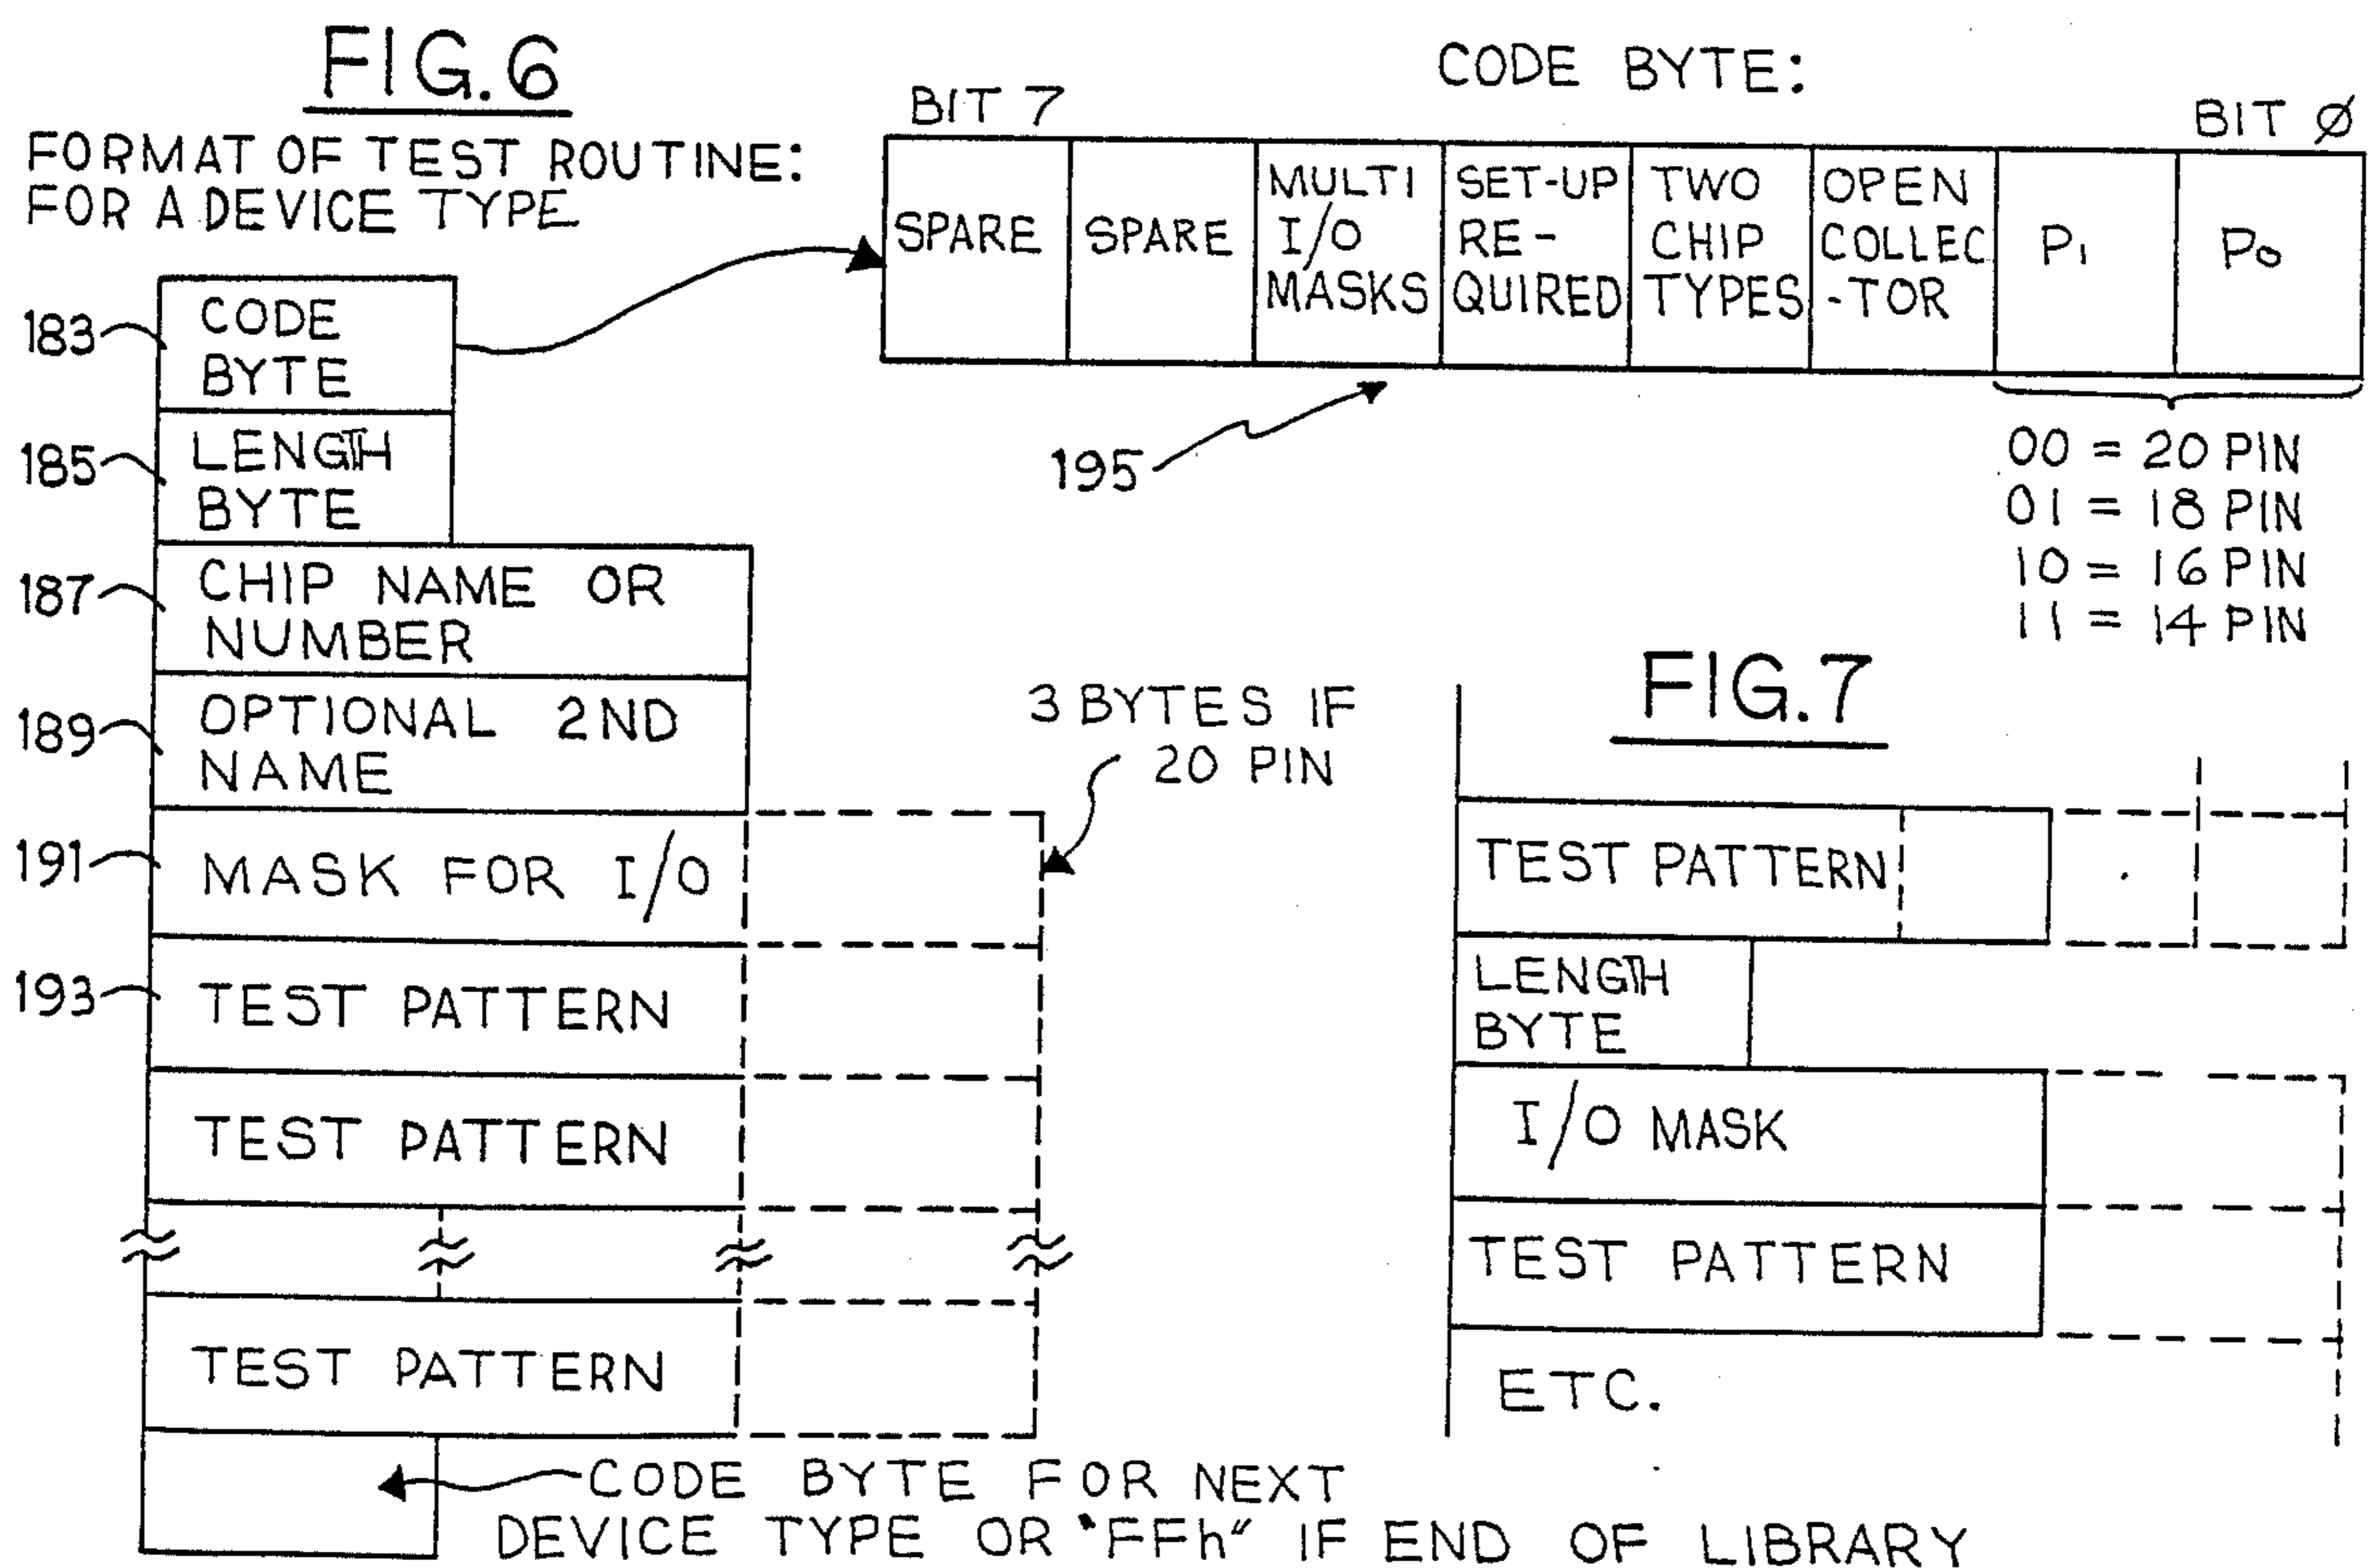 FIG. 6
FORMAT OF TEST ROUTINE:
FOR A DEVICE TYPE
183
CODE
BYTE
185
LENGTH
BYTE
187
CHIP NAME OR
NUMBER
189
OPTIONAL 2ND
NAME
191
MASK FOR I/O
193
TEST PATTERN
TEST PATTERN
TEST PATTERN
3 BYTES IF
20 PIN
CODE BYTE FOR NEXT
DEVICE TYPE OR "FFh" IF END OF LIBRARY
CODE BYTE:
BIT 7
BIT Ø
SPARE
SPARE
MULTI
I/O
MASKS
SET-UP
RE-
QUIRED
TWO
CHIP
TYPES
OPEN
COLLEC
-TOR
P₁
P₀
195
00 = 20 PIN
01 = 18 PIN
10 = 16 PIN
11 = 14 PIN
FIG. 7
TEST PATTERN
LENGTH
BYTE
I/O MASK
TEST PATTERN
ETC.